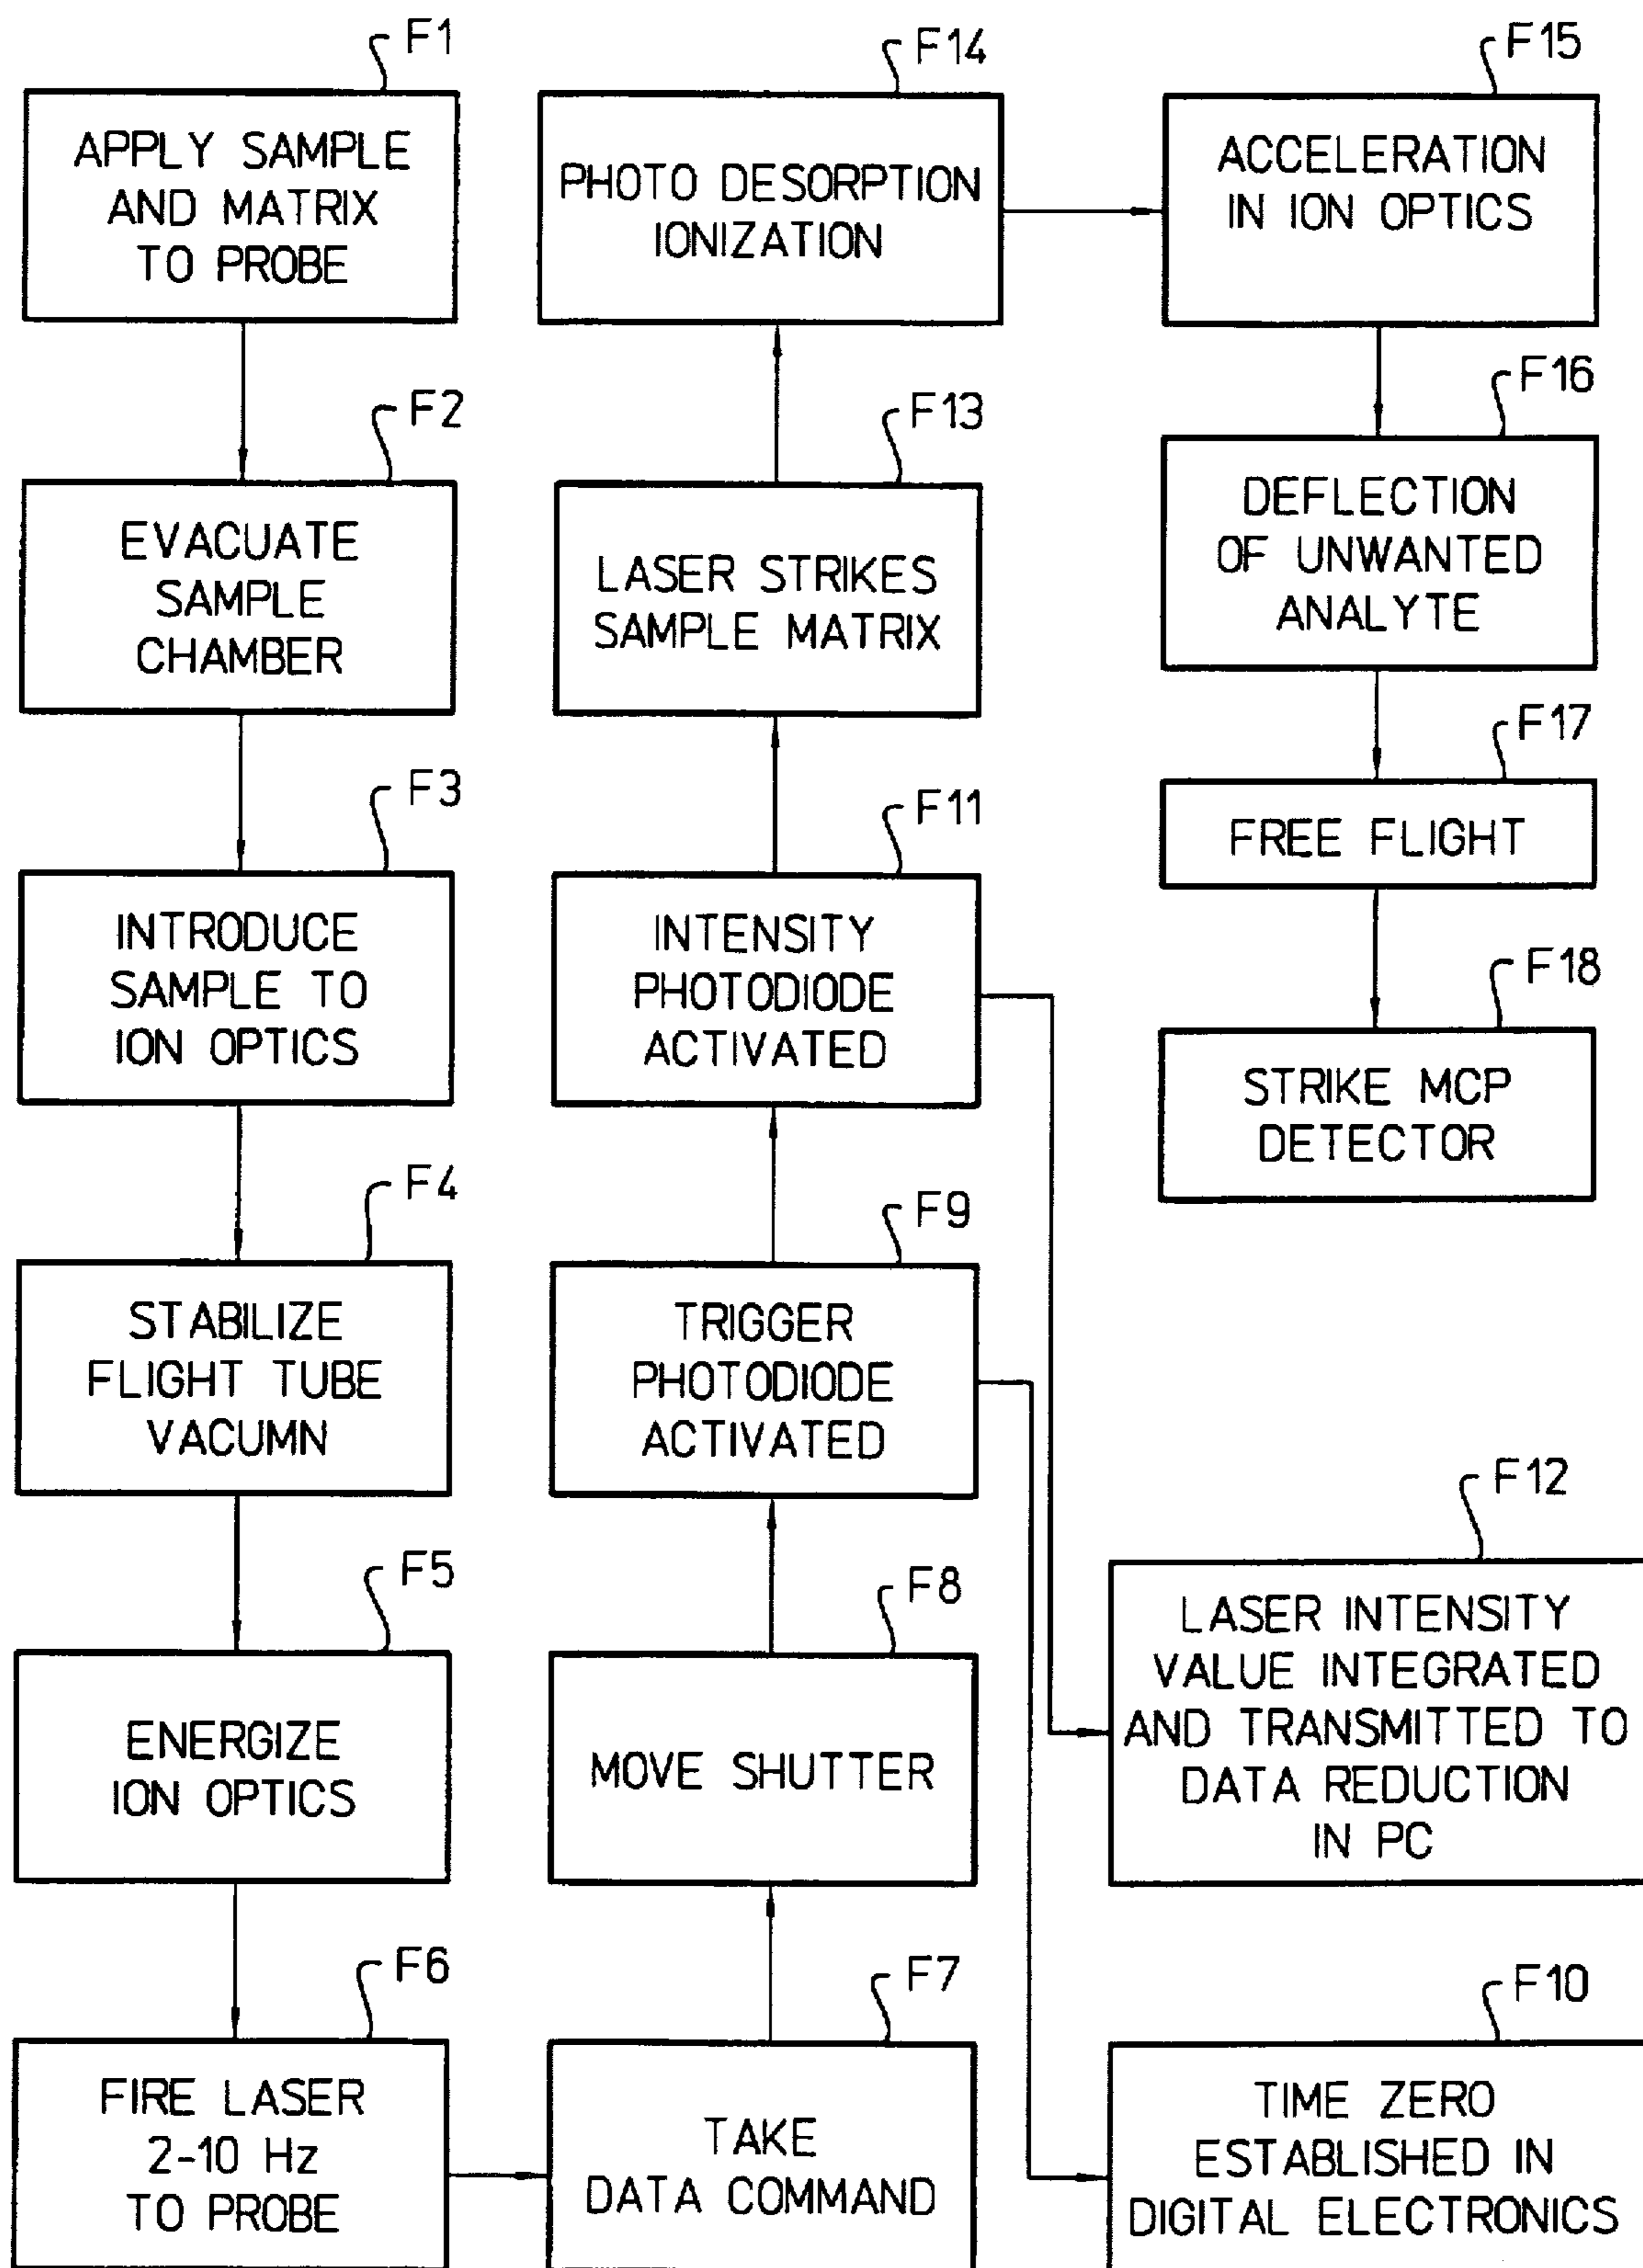 F1
APPLY SAMPLE
AND MATRIX
TO PROBE
F2
EVACUATE
SAMPLE
CHAMBER
F3
INTRODUCE
SAMPLE TO
ION OPTICS
F4
STABILIZE
FLIGHT TUBE
VACUMN
F5
ENERGIZE
ION OPTICS
F6
FIRE LASER
2-10 Hz
TO PROBE
F7
TAKE
DATA COMMAND
F8
MOVE SHUTTER
F9
TRIGGER
PHOTODIODE
ACTIVATED
F10
TIME ZERO
ESTABLISHED IN
DIGITAL ELECTRONICS
F11
INTENSITY
PHOTODIODE
ACTIVATED
F12
LASER INTENSITY
VALUE INTEGRATED
AND TRANSMITTED TO
DATA REDUCTION
IN PC
F13
LASER STRIKES
SAMPLE MATRIX
F14
PHOTO DESORPTION
IONIZATION
F15
ACCELERATION
IN ION OPTICS
F16
DEFLECTION
OF UNWANTED
ANALYTE
F17
FREE FLIGHT
F18
STRIKE MCP
DETECTOR